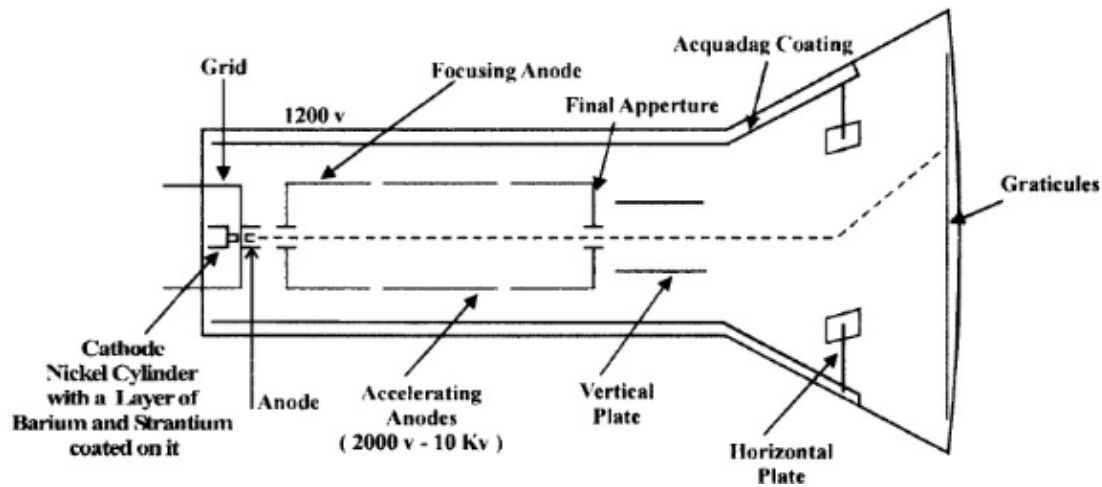 Acquadag Coating
Grid
Focusing Anode
Final Apperture
1200 v
Graticules
Cathode
Nickel Cylinder
with a Layer of
Barium and Strantium
coated on it
Anode
Accelerating
Anodes
( 2000 v - 10 Kv )
Vertical
Plate
Horizontal
Plate